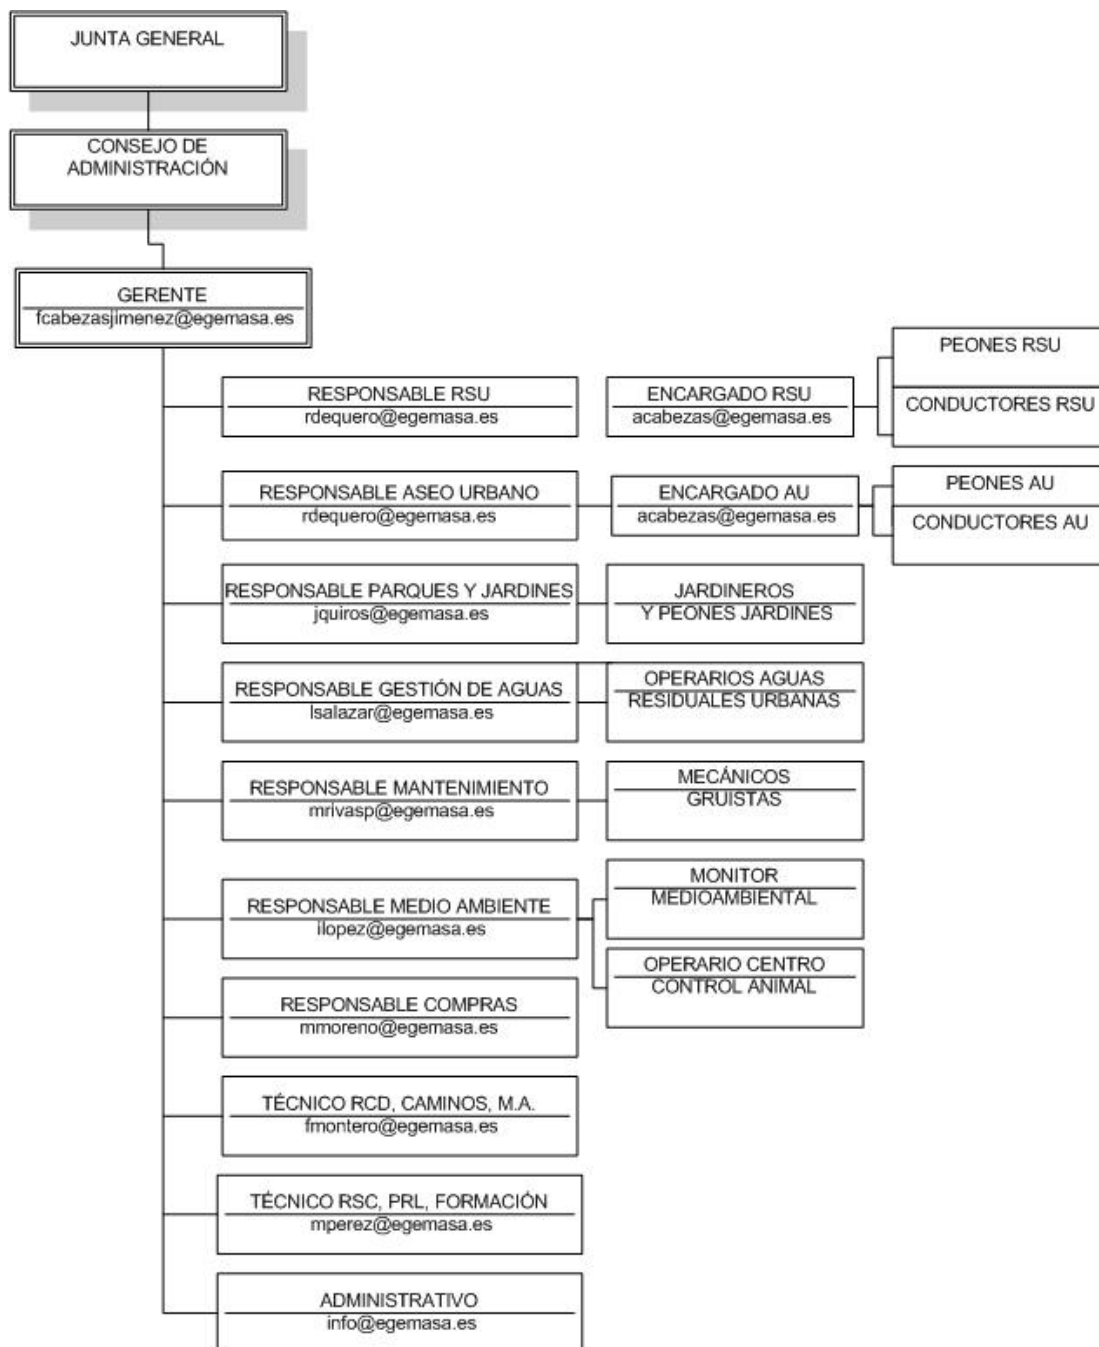 JUNTA GENERAL
CONSEJO DE
ADMINISTRACIÓN
GERENTE
fcabezasjimenez@egemasa.es
RESPONSABLE RSU
rdequero@egemasa.es
ENCARGADO RSU
acabezas@egemasa.es
PEONES RSU
CONDUCTORES RSU
RESPONSABLE ASEO URBANO
rdequero@egemasa.es
ENCARGADO AU
acabezas@egemasa.es
PEONES AU
CONDUCTORES AU
RESPONSABLE PARQUES Y JARDINES
jquiros@egemasa.es
JARDINEROS
Y PEONES JARDINES
RESPONSABLE GESTIÓN DE AGUAS
lsalazar@egemasa.es
OPERARIOS AGUAS
RESIDUALES URBANAS
RESPONSABLE MANTENIMIENTO
mrivasp@egemasa.es
MECÁNICOS
GRUISTAS
RESPONSABLE MEDIO AMBIENTE
ilopez@egemasa.es
MONITOR
MEDIOAMBIENTAL
OPERARIO CENTRO
CONTROL ANIMAL
RESPONSABLE COMPRAS
mmoreno@egemasa.es
TÉCNICO RCD, CAMINOS, M.A.
fmontero@egemasa.es
TÉCNICO RSC, PRL, FORMACIÓN
mperez@egemasa.es
ADMINISTRATIVO
info@egemasa.es